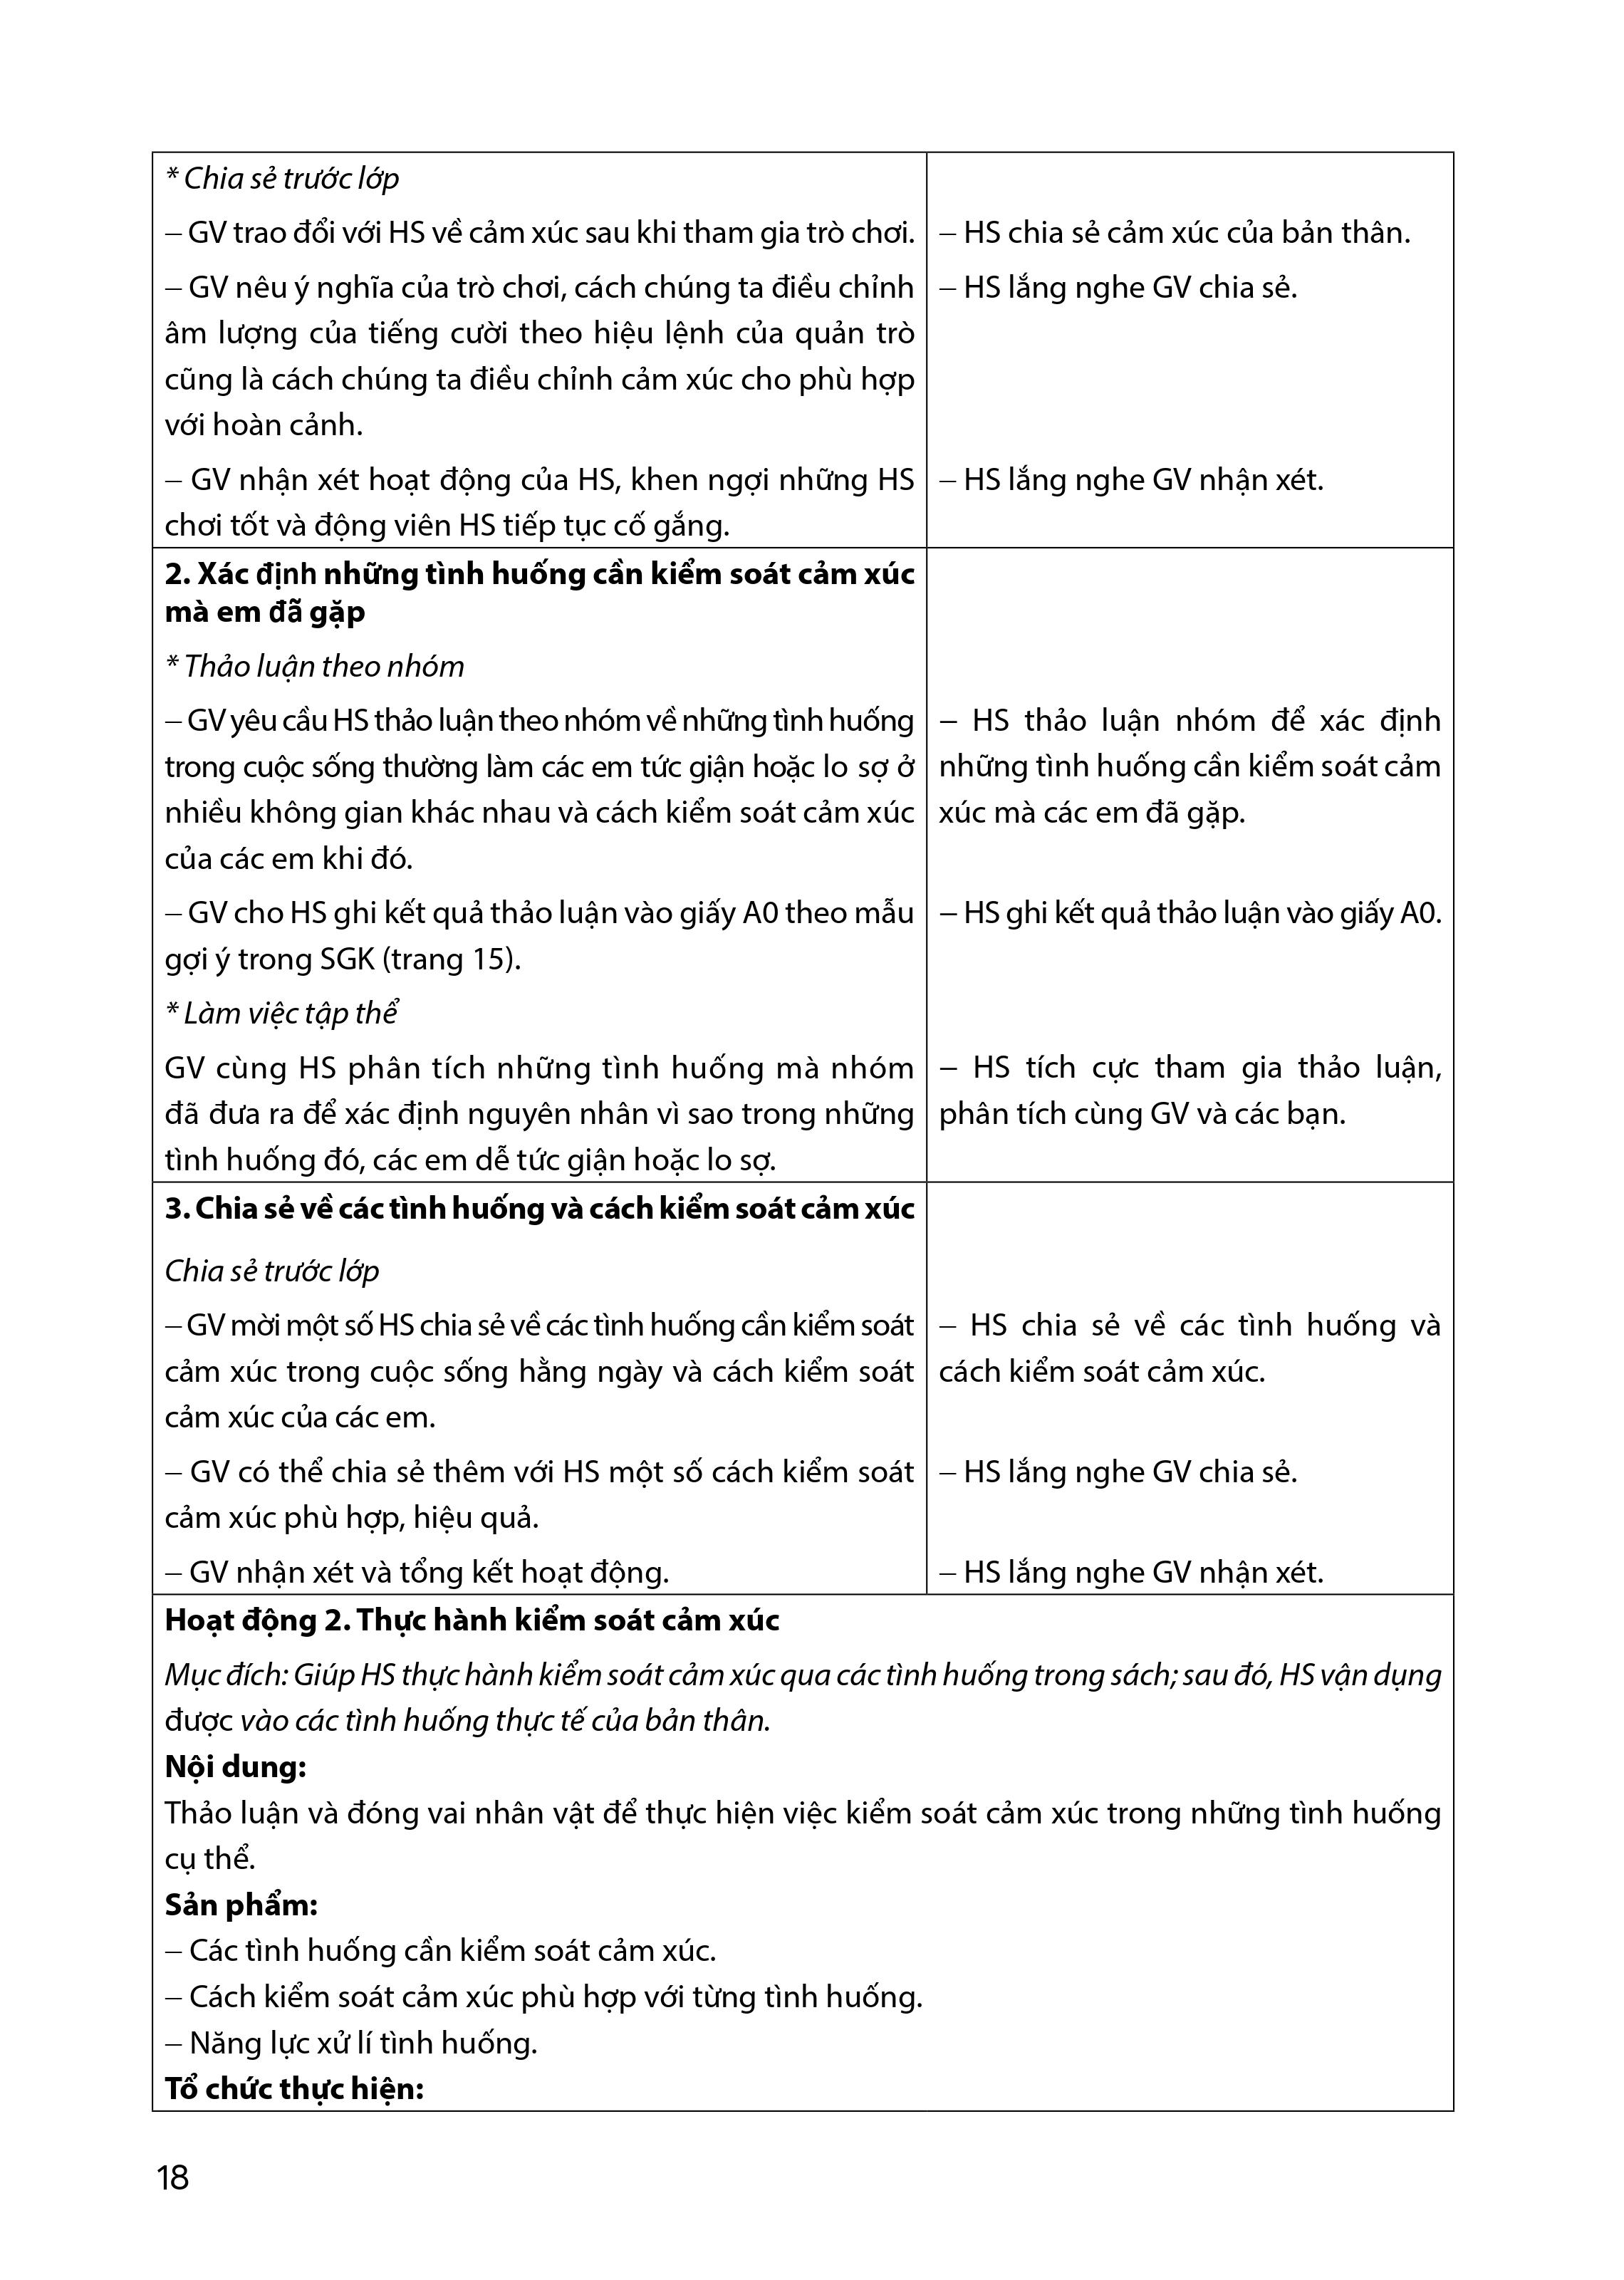 * Chia sẻ trước lớp
– GV trao đổi với HS về cảm xúc sau khi tham gia trò chơi.
– HS chia sẻ cảm xúc của bản thân.
– GV nêu ý nghĩa của trò chơi, cách chúng ta điều chỉnh
âm lượng của tiếng cười theo hiệu lệnh của quản trò
cũng là cách chúng ta điều chỉnh cảm xúc cho phù hợp
với hoàn cảnh.
– HS lắng nghe GV chia sẻ.
– GV nhận xét hoạt động của HS, khen ngợi những HS
chơi tốt và động viên HS tiếp tục cố gắng.
– HS lắng nghe GV nhận xét.
2. Xác định những tình huống cần kiểm soát cảm xúc
mà em đã gặp
* Thảo luận theo nhóm
– GV yêu cầu HS thảo luận theo nhóm về những tình huống
trong cuộc sống thường làm các em tức giận hoặc lo sợ ở
nhiều không gian khác nhau và cách kiểm soát cảm xúc
của các em khi đó.
– HS thảo luận nhóm để xác định
những tình huống cần kiểm soát cảm
xúc mà các em đã gặp.
– GV cho HS ghi kết quả thảo luận vào giấy A0 theo mẫu
gợi ý trong SGK (trang 15).
– HS ghi kết quả thảo luận vào giấy A0.
* Làm việc tập thể
GV cùng HS phân tích những tình huống mà nhóm
đã đưa ra để xác định nguyên nhân vì sao trong những
tình huống đó, các em dễ tức giận hoặc lo sợ.
– HS tích cực tham gia thảo luận,
phân tích cùng GV và các bạn.
3. Chia sẻ về các tình huống và cách kiểm soát cảm xúc
Chia sẻ trước lớp
– GV mời một số HS chia sẻ về các tình huống cần kiểm soát
cảm xúc trong cuộc sống hằng ngày và cách kiểm soát
cảm xúc của các em.
– HS chia sẻ về các tình huống và
cách kiểm soát cảm xúc.
– GV có thể chia sẻ thêm với HS một số cách kiểm soát
cảm xúc phù hợp, hiệu quả.
– HS lắng nghe GV chia sẻ.
– GV nhận xét và tổng kết hoạt động.
– HS lắng nghe GV nhận xét.
Hoạt động 2. Thực hành kiểm soát cảm xúc
Mục đích: Giúp HS thực hành kiểm soát cảm xúc qua các tình huống trong sách; sau đó, HS vận dụng
được vào các tình huống thực tế của bản thân.
Nội dung:
Thảo luận và đóng vai nhân vật để thực hiện việc kiểm soát cảm xúc trong những tình huống
cụ thể.
Sản phẩm:
– Các tình huống cần kiểm soát cảm xúc.
– Cách kiểm soát cảm xúc phù hợp với từng tình huống.
– Năng lực xử lí tình huống.
Tổ chức thực hiện:
18